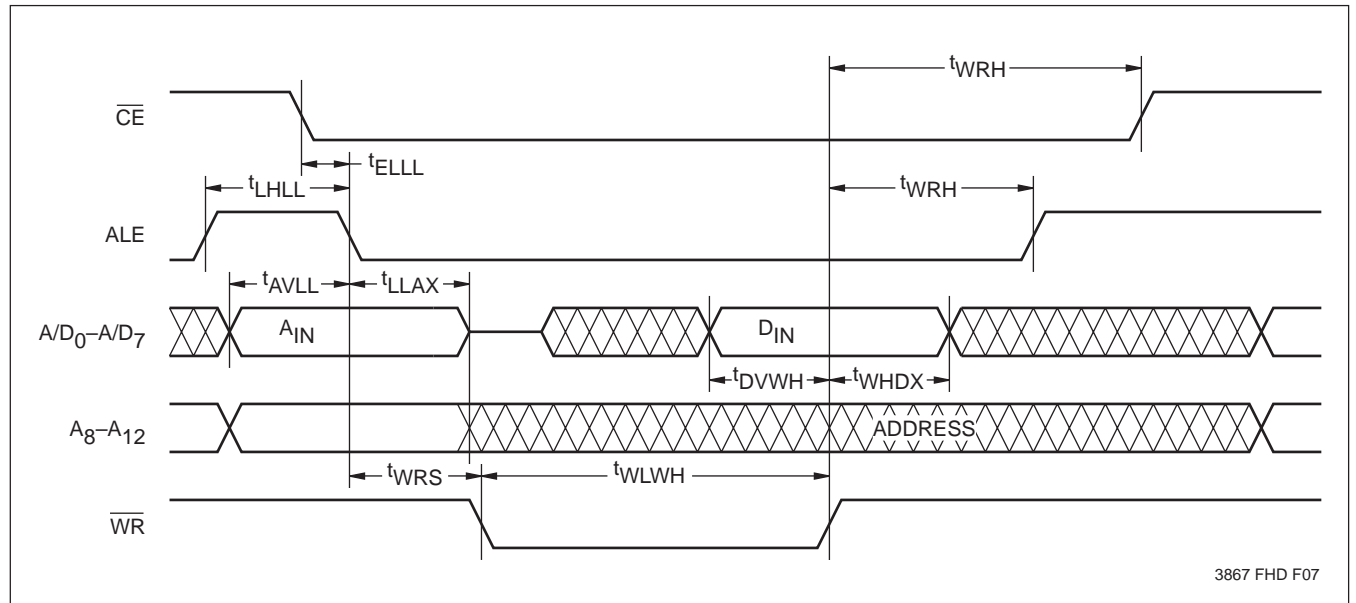 tWRH
CE
tELLL
tLHLL
tWRH
ALE
tAVLL
tLLAX
A/D0–A/D7
AIN
DIN
tDVWH
tWHDX
A8–A12
ADDRESS
tWRS
tWLWH
WR
3867 FHD F07